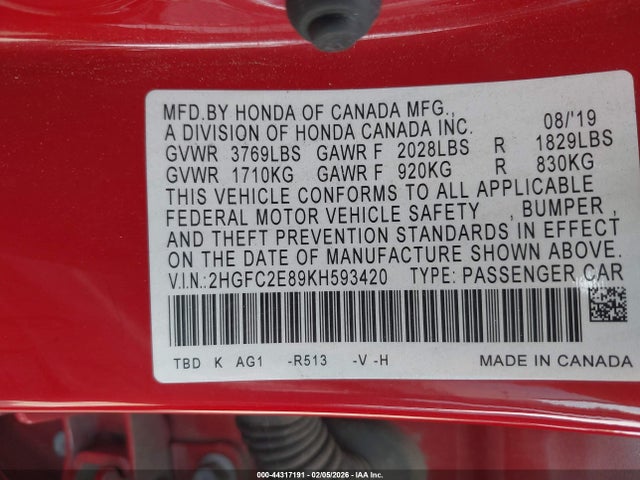 MFD.BY HONDA OF CANADA MFG.,
A DIVISION OF HONDA CANADA INC. 08/'19
GVWR 3769LBS GAWR F 2028LBS R 1829LBS
GVWR 1710KG GAWR F 920KG R 830KG
THIS VEHICLE CONFORMS TO ALL APPLICABLE
FEDERAL MOTOR VEHICLE SAFETY , BUMPER ,
AND THEFT PREVENTION STANDARDS IN EFFECT
ON THE DATE OF MANUFACTURE SHOWN ABOVE.
V.I.N.:2HGFC2E89KH593420 TYPE: PASSENGER CAR
TBD K AG1 -R513 -V -H
MADE IN CANADA
000-44317191 - 02/05/2026 - IAA Inc.